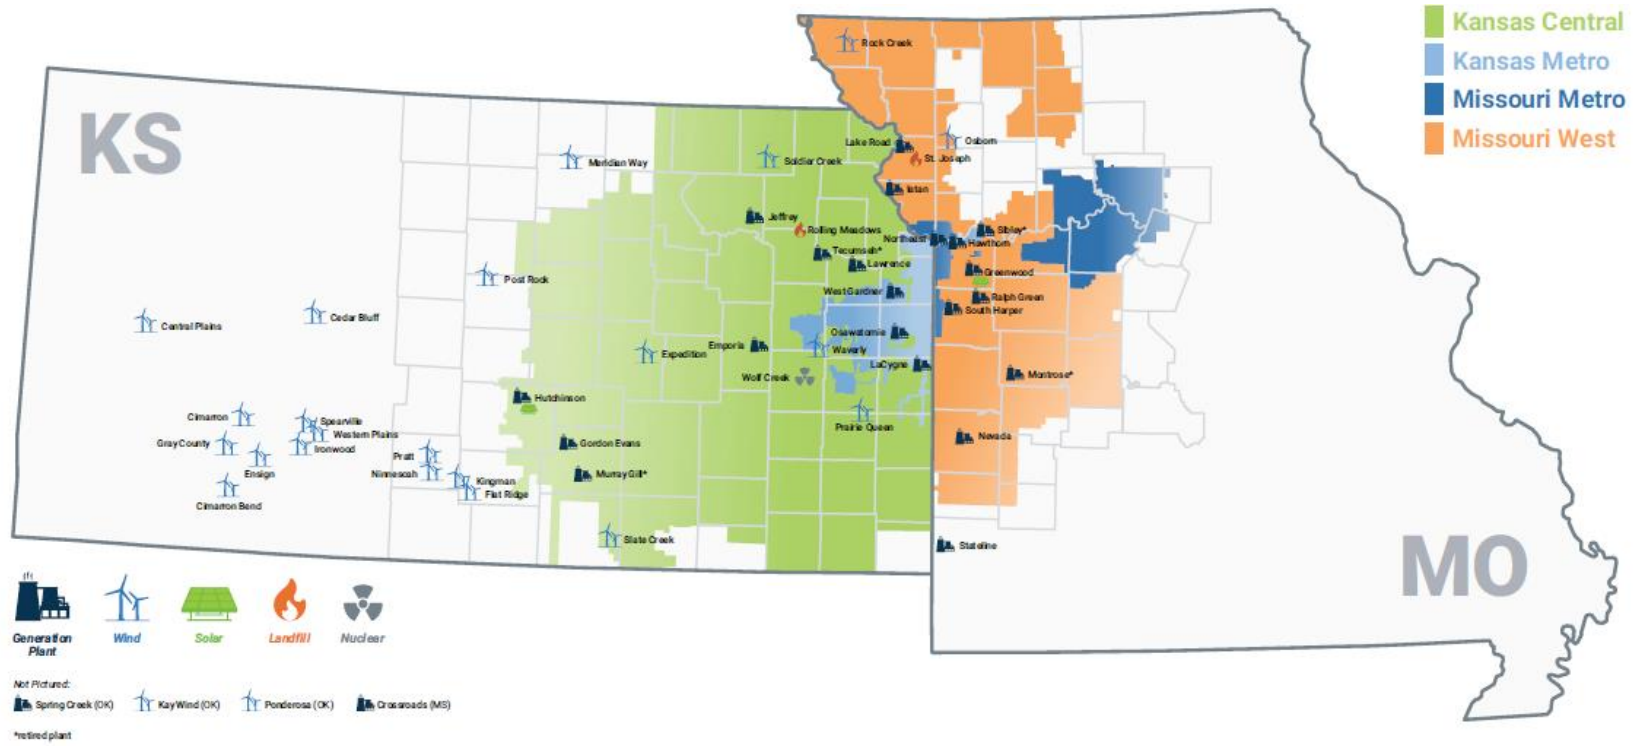 Kansas Central
Kansas Metro
Missouri Metro
Missouri West
KS
Rock Creek
Lake Road
Osborn
St. Joseph
Meridian Way
Soldier Creek
Iatan
Jeffrey
Rolling Meadows
Northeast
Sibley*
Hawthorn
Tecumseh*
Lawrence
Greenwood
Post Rock
West Gardner
Ralph Green
South Harper
Central Plains
Cedar Bluff
Osawatomie
Emporia
Waverly
Expedition
LaCygne
Wolf Creek
Montrose*
Hutchinson
Cimarron
Spearville
Western Plains
Prairie Queen
Gray County
Ironwood
Gordon Evans
Nevada
Pratt
Ensign
Ninnescah
Murray Gill*
Kingman
Flat Ridge
Cimarron Bend
Slate Creek
Stateline
MO
Generation
Plant
Wind
Solar
Landfill
Nuclear
Not Pictured:
Spring Creek (OK)
Kay Wind (OK)
Ponderosa (OK)
Crossroads (MS)
*retired plant